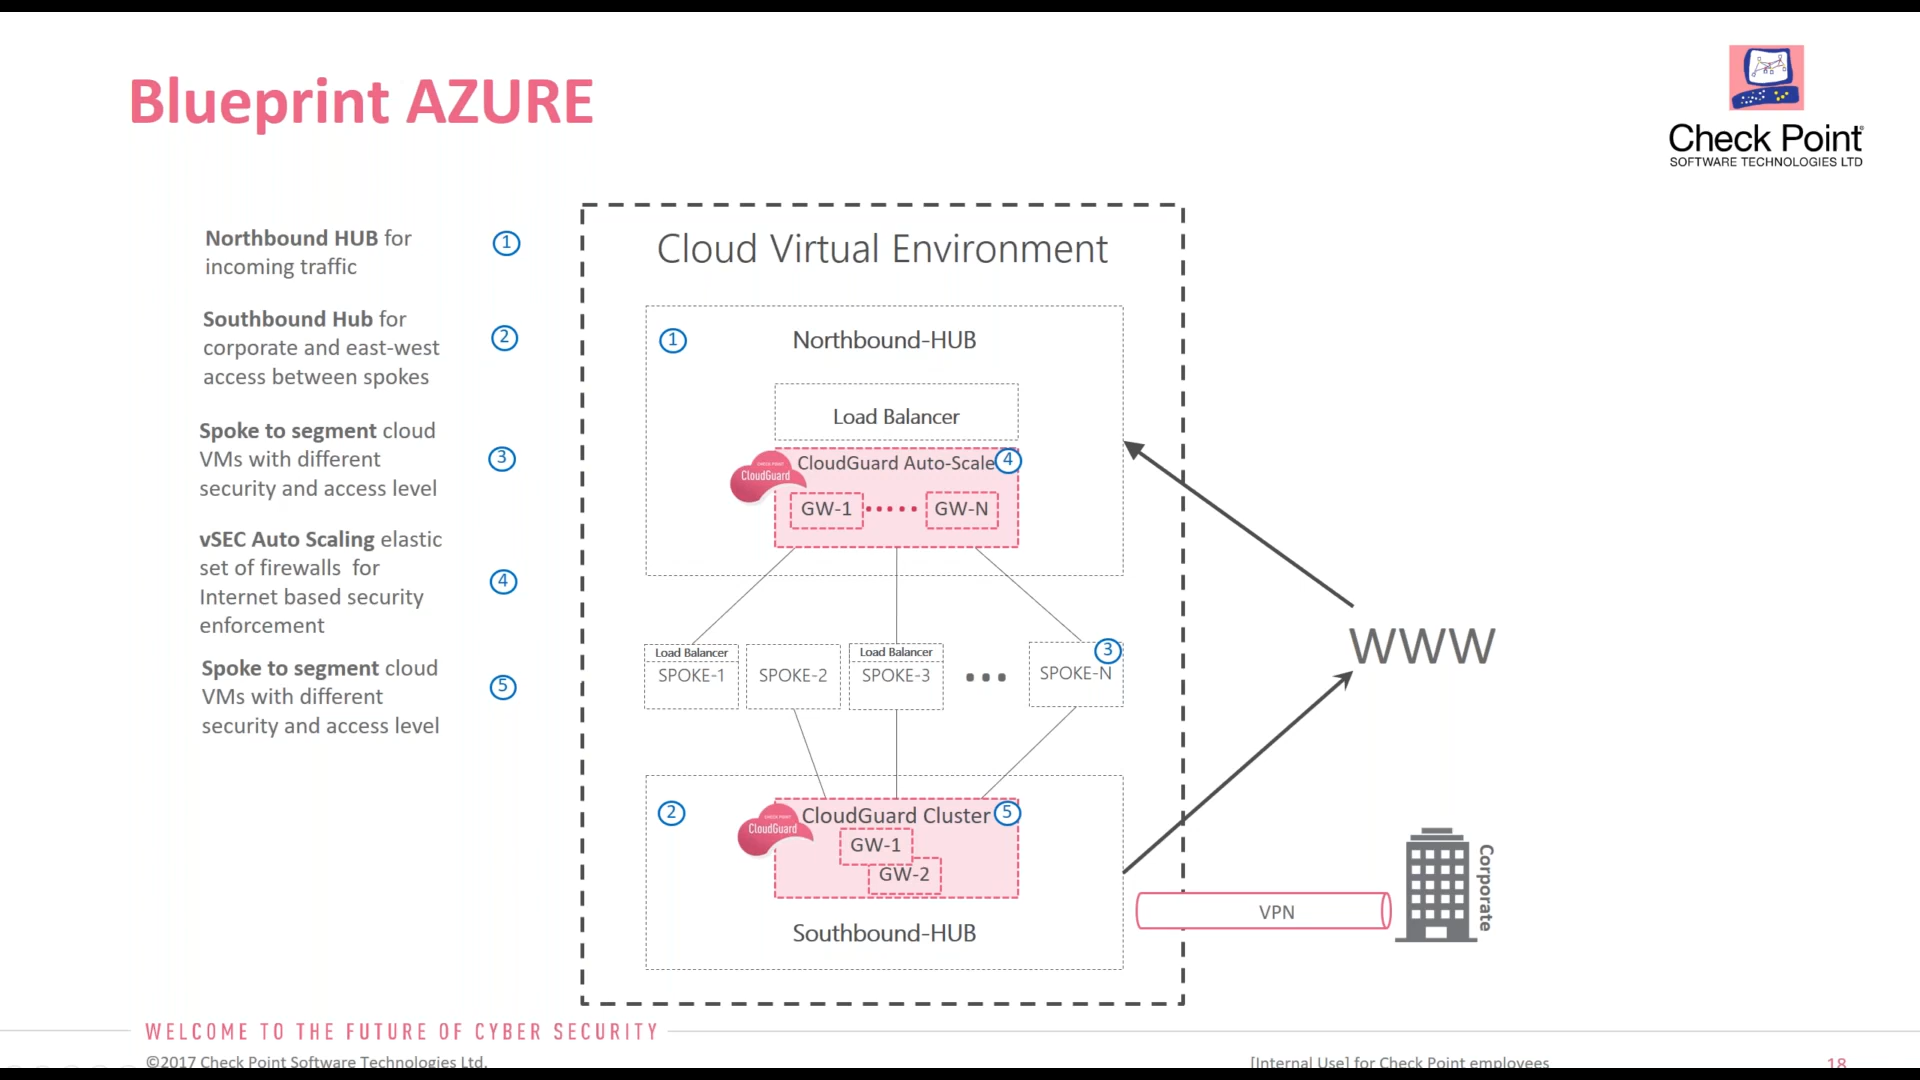 Blueprint AZURE
Check Point
SOFTWARE TECHNOLOGIES LTD
Northbound HUB for
incoming traffic
1
Southbound Hub for
corporate and east-west
access between spokes
2
Spoke to segment cloud
VMs with different
security and access level
3
vSEC Auto Scaling elastic
set of firewalls for
Internet based security
enforcement
4
Spoke to segment cloud
VMs with different
security and access level
5
Cloud Virtual Environment
1
Northbound-HUB
Load Balancer
CHECK POINT
CloudGuard
CloudGuard Auto-Scale
4
GW-1
GW-N
Load Balancer
SPOKE-1
SPOKE-2
Load Balancer
SPOKE-3
3
SPOKE-N
2
CHECK POINT
CloudGuard
CloudGuard Cluster
5
GW-1
GW-2
Southbound-HUB
WWW
VPN
Corporate
WELCOME TO THE FUTURE OF CYBER SECURITY
©2017 Check Point Software Technologies Ltd.
[Internal Use] for Check Point employees
18